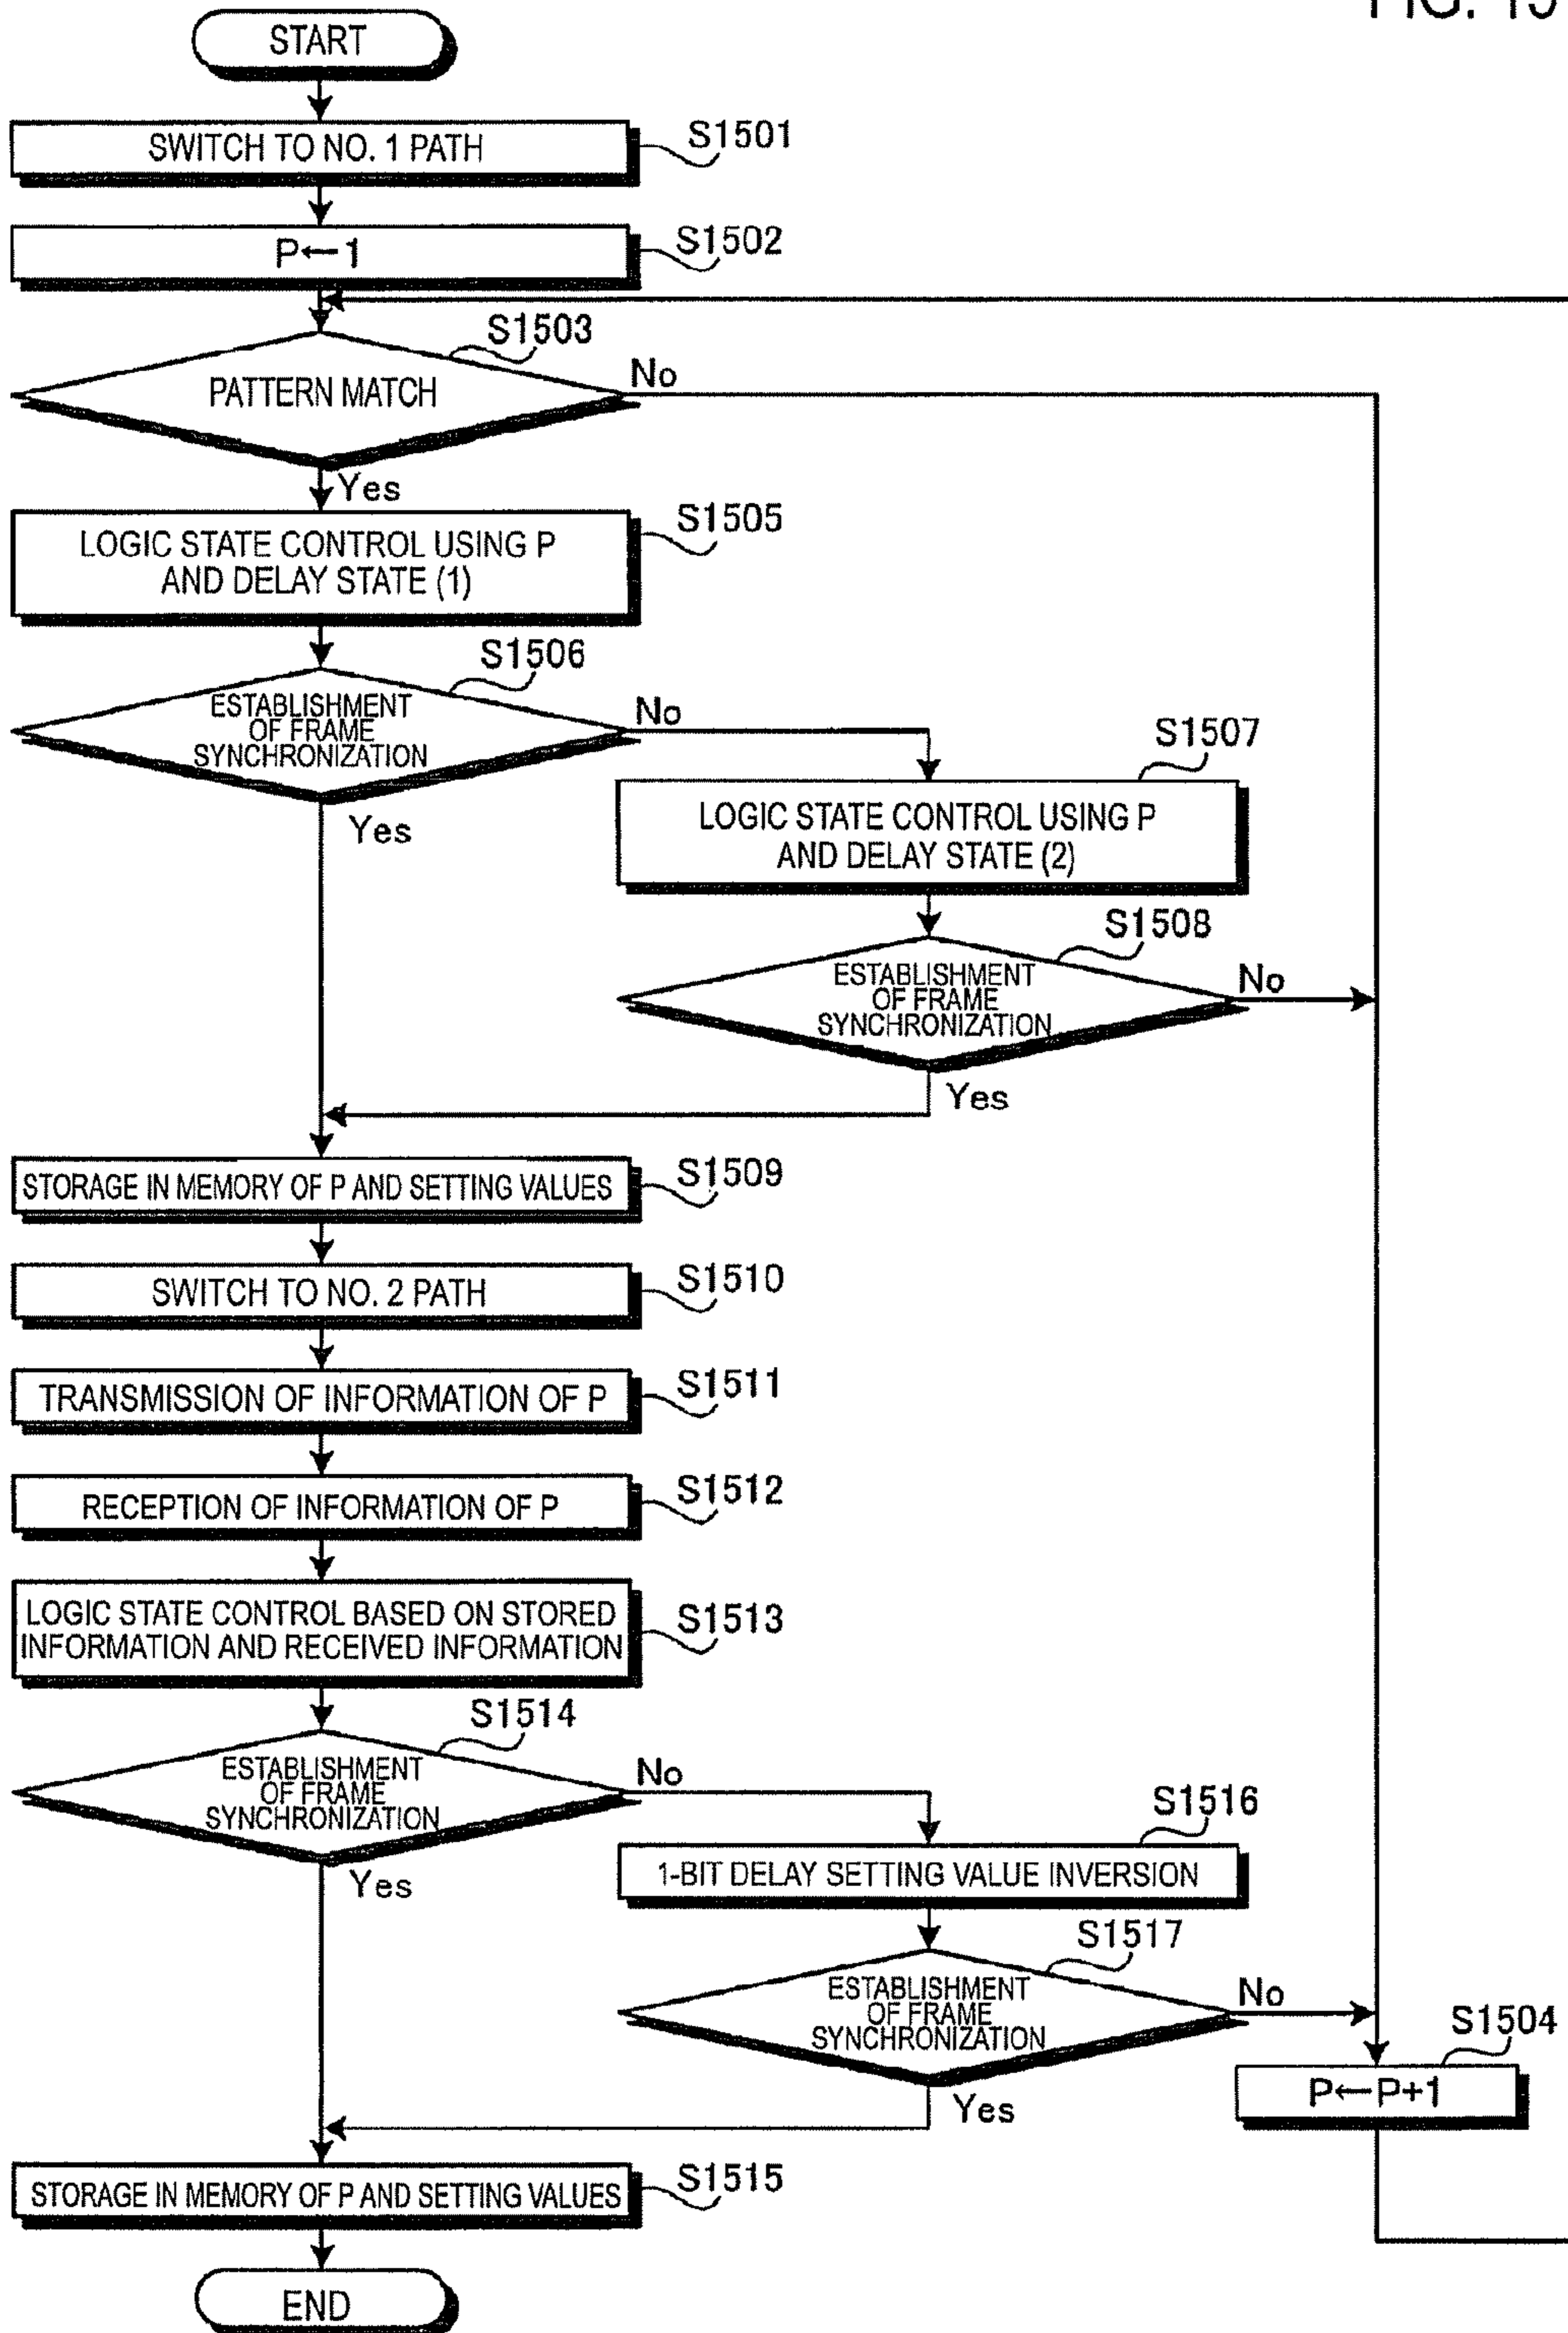 FIG. 15
START
SWITCH TO NO. 1 PATH
S1501
P←1
S1502
S1503
PATTERN MATCH
No
Yes
LOGIC STATE CONTROL USING P
AND DELAY STATE (1)
S1505
S1506
ESTABLISHMENT
OF FRAME
SYNCHRONIZATION
No
Yes
S1507
LOGIC STATE CONTROL USING P
AND DELAY STATE (2)
S1508
ESTABLISHMENT
OF FRAME
SYNCHRONIZATION
No
Yes
STORAGE IN MEMORY OF P AND SETTING VALUES
S1509
SWITCH TO NO. 2 PATH
S1510
TRANSMISSION OF INFORMATION OF P
S1511
RECEPTION OF INFORMATION OF P
S1512
LOGIC STATE CONTROL BASED ON STORED
INFORMATION AND RECEIVED INFORMATION
S1513
S1514
ESTABLISHMENT
OF FRAME
SYNCHRONIZATION
No
Yes
S1516
1-BIT DELAY SETTING VALUE INVERSION
S1517
ESTABLISHMENT
OF FRAME
SYNCHRONIZATION
No
Yes
S1504
P←P+1
STORAGE IN MEMORY OF P AND SETTING VALUES
S1515
END